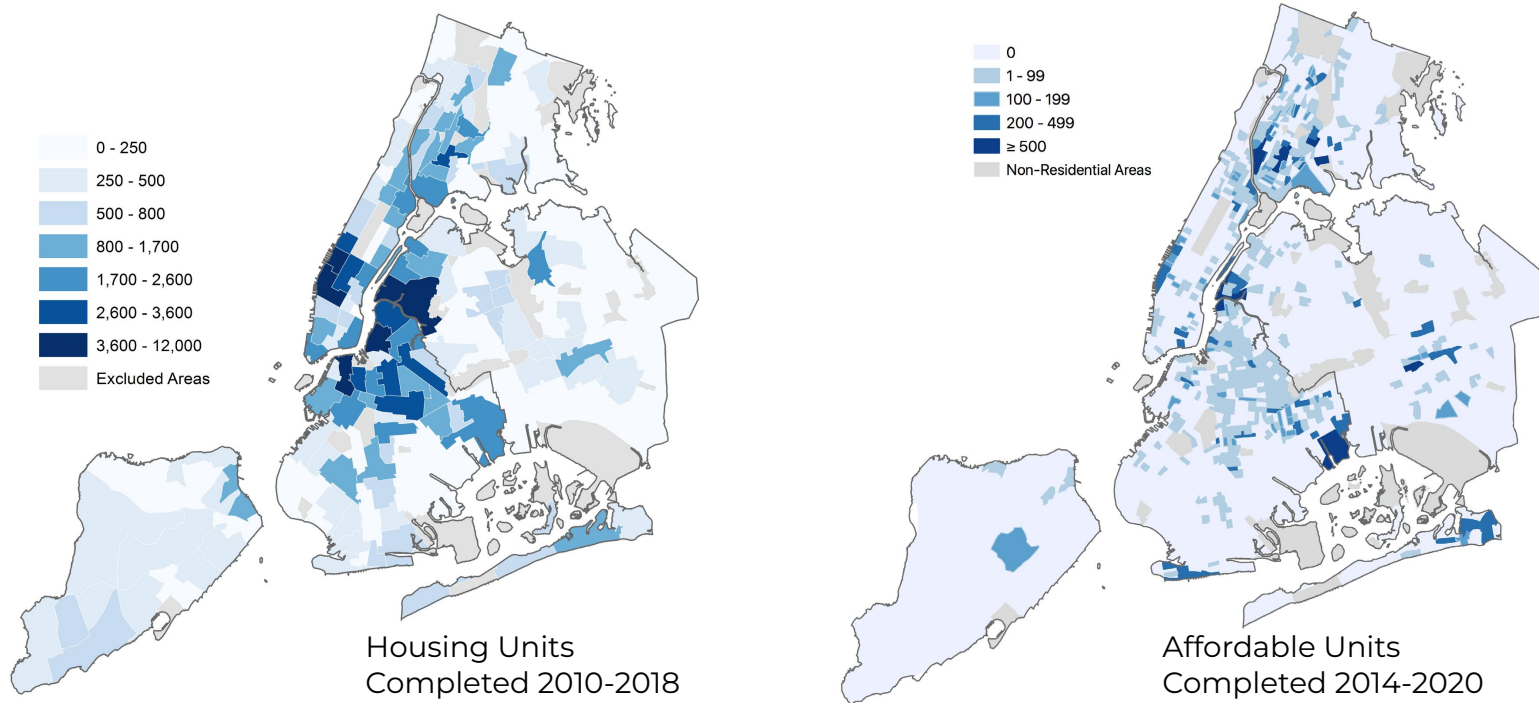 0 - 250
250 - 500
500 - 800
800 - 1,700
1,700 - 2,600
2,600 - 3,600
3,600 - 12,000
Excluded Areas
Housing Units
Completed 2010-2018
0
1 - 99
100 - 199
200 - 499
≥ 500
Non-Residential Areas
Affordable Units
Completed 2014-2020